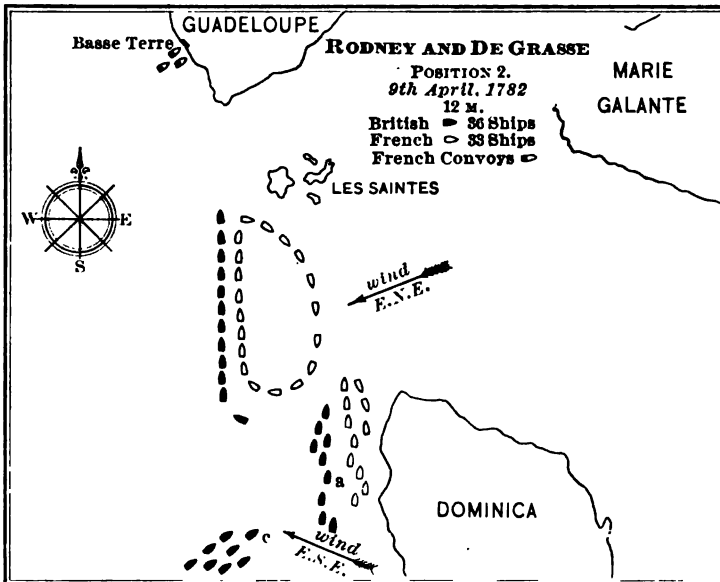 GUADELOUPE
Basse Terre
RODNEY AND DE GRASSE
POSITION 2.
9th April, 1782
12 M.
British 36 Ships
French 33 Ships
French Convoys
MARIE
GALANTE
LES SAINTES
W E
S
wind
E.N.E.
a
DOMINICA
c
wind
E.S.E.